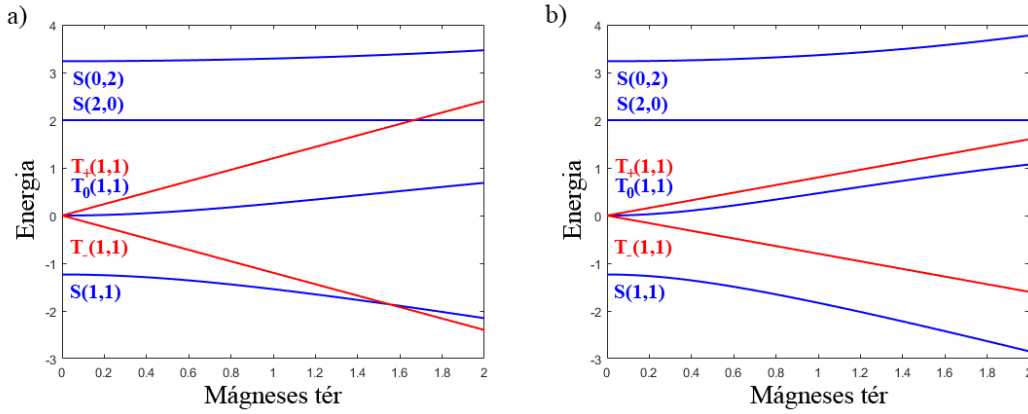 a)
4
3
2
1
0
-1
-2
-3
Energia
S(0,2)
S(2,0)
T+(1,1)
T0(1,1)
T-(1,1)
S(1,1)
0 0.2 0.4 0.6 0.8 1 1.2 1.4 1.6 1.8 2
Mágneses tér
b)
4
3
2
1
0
-1
-2
-3
Energia
S(0,2)
S(2,0)
T+(1,1)
T0(1,1)
T-(1,1)
S(1,1)
0 0.2 0.4 0.6 0.8 1 1.2 1.4 1.6 1.8 2
Mágneses tér